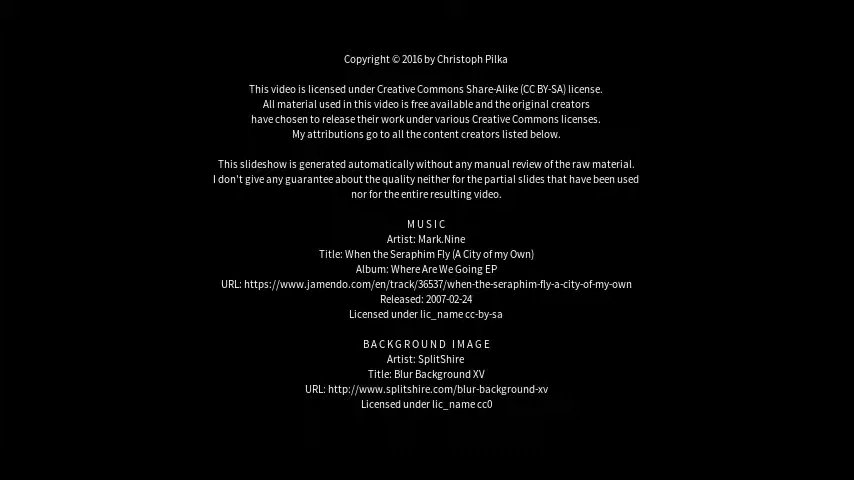 Copyright © 2016 by Christoph Pilka
This video is licensed under Creative Commons Share-Alike (CC BY-SA) license.
All material used in this video is free available and the original creators
have chosen to release their work under various Creative Commons licenses.
My attributions go to all the content creators listed below.
This slideshow is generated automatically without any manual review of the raw material.
I don't give any guarantee about the quality neither for the partial slides that have been used
nor for the entire resulting video.
MUSIC
Artist: Mark.Nine
Title: When the Seraphim Fly (A City of my Own)
Album: Where Are We Going EP
URL: https://www.jamendo.com/en/track/36537/when-the-seraphim-fly-a-city-of-my-own
Released: 2007-02-24
Licensed under lic_name cc-by-sa
BACKGROUND IMAGE
Artist: SplitShire
Title: Blur Background XV
URL: http://www.splitshire.com/blur-background-xv
Licensed under lic_name cc0